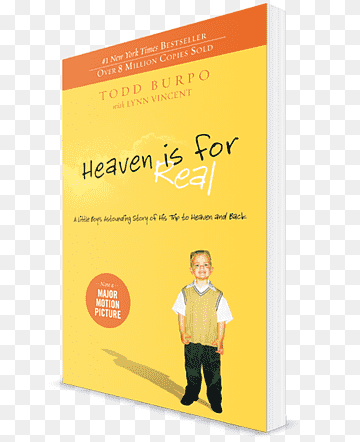 #1 New York Times BESTSELLER
OVER 8 MILLION COPIES SOLD
TODD BURPO
with LYNN VINCENT
Heaven is for
Real
A Little Boy's Astounding Story of His Trip to Heaven and Back
Now a
MAJOR
MOTION
PICTURE